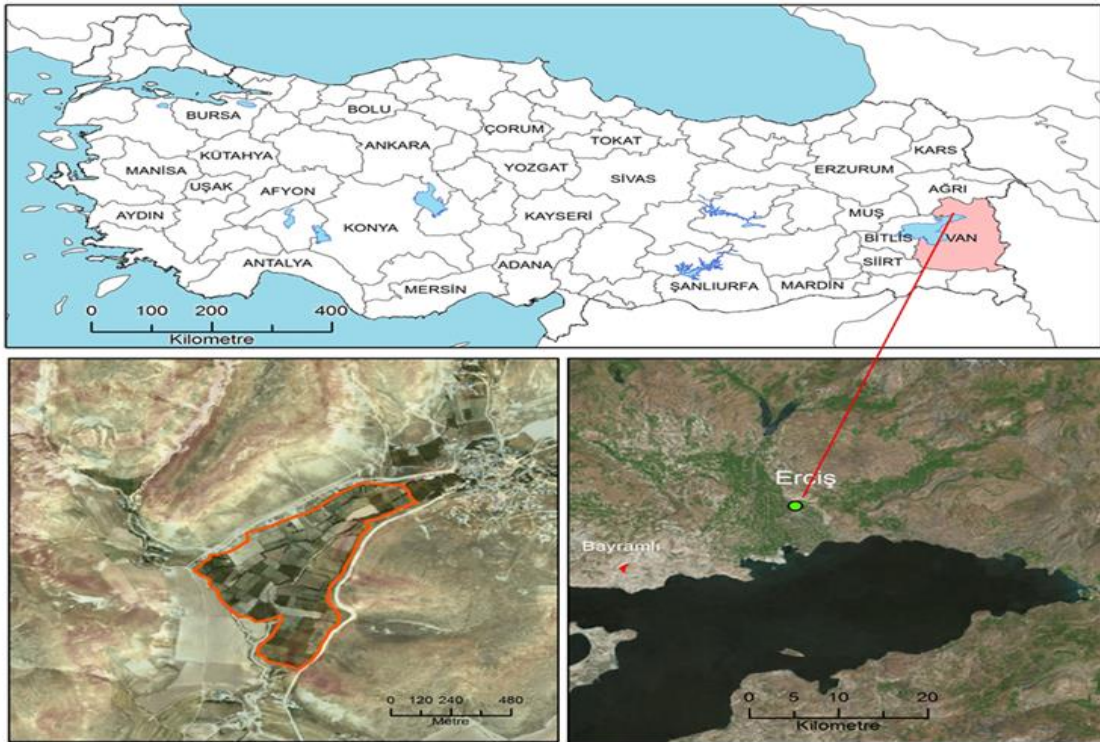 BURSA
BOLU
ÇORUM
TOKAT
KARS
ANKARA
ERZURUM
KÜTAHYA
YOZGAT
MANİSA
SİVAS
UŞAK
AFYON
AĞRI
AYDIN
KONYA
KAYSERİ
MUŞ
BİTLİS
VAN
ANTALYA
ADANA
SİİRT
MERSİN
ŞANLIURFA
MARDİN
0 100 200 400
Kilometre
Erciş
Bayramlı
0 120 240 480
Metre
0 5 10 20
Kilometre